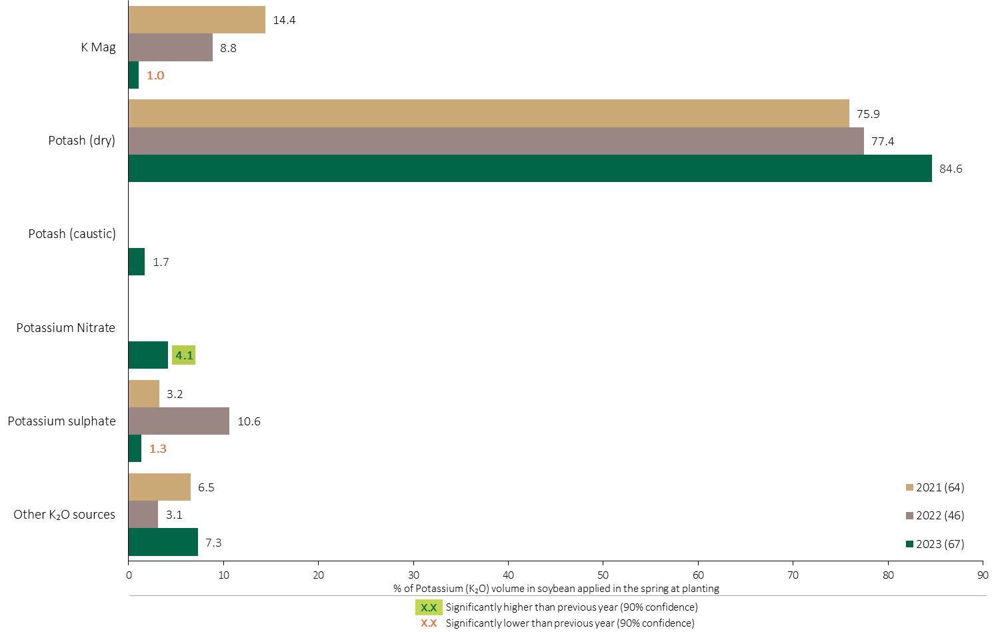 14.4
K Mag
8.8
1.0
75.9
Potash (dry)
77.4
84.6
Potash (caustic)
1.7
Potassium Nitrate
4.1
3.2
Potassium sulphate
10.6
1.3
6.5
Other K₂O sources
3.1
7.3
2021 (64)
2022 (46)
2023 (67)
0 10 20 30 40 50 60 70 80 90
% of Potassium (K₂O) volume in soybean applied in the spring at planting
X.X Significantly higher than previous year (90% confidence)
X.X Significantly lower than previous year (90% confidence)